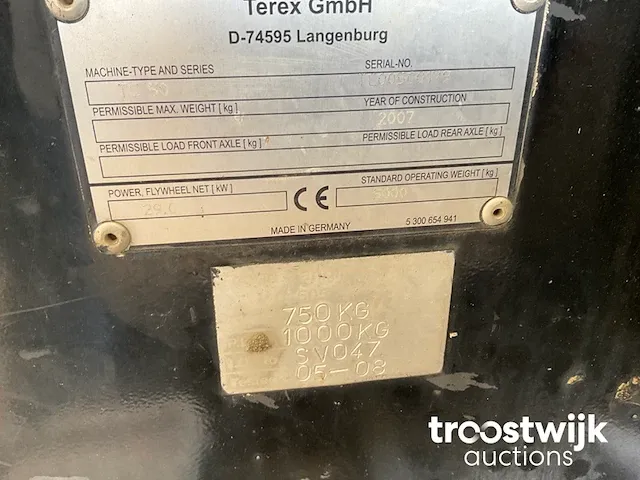 Terex GmbH
D-74595 Langenburg
MACHINE-TYPE AND SERIES SERIAL-NO.
PERMISSIBLE MAX. WEIGHT [ kg ] YEAR OF CONSTRUCTION
2007
PERMISSIBLE LOAD FRONT AXLE [ kg ] PERMISSIBLE LOAD REAR AXLE [ kg ]
POWER, FLYWHEEL NET [ kW ] STANDARD OPERATING WEIGHT [ kg ]
CE
MADE IN GERMANY 5 300 654 941
750 KG
1000 KG
SV047
05-08
troostwijk
auctions